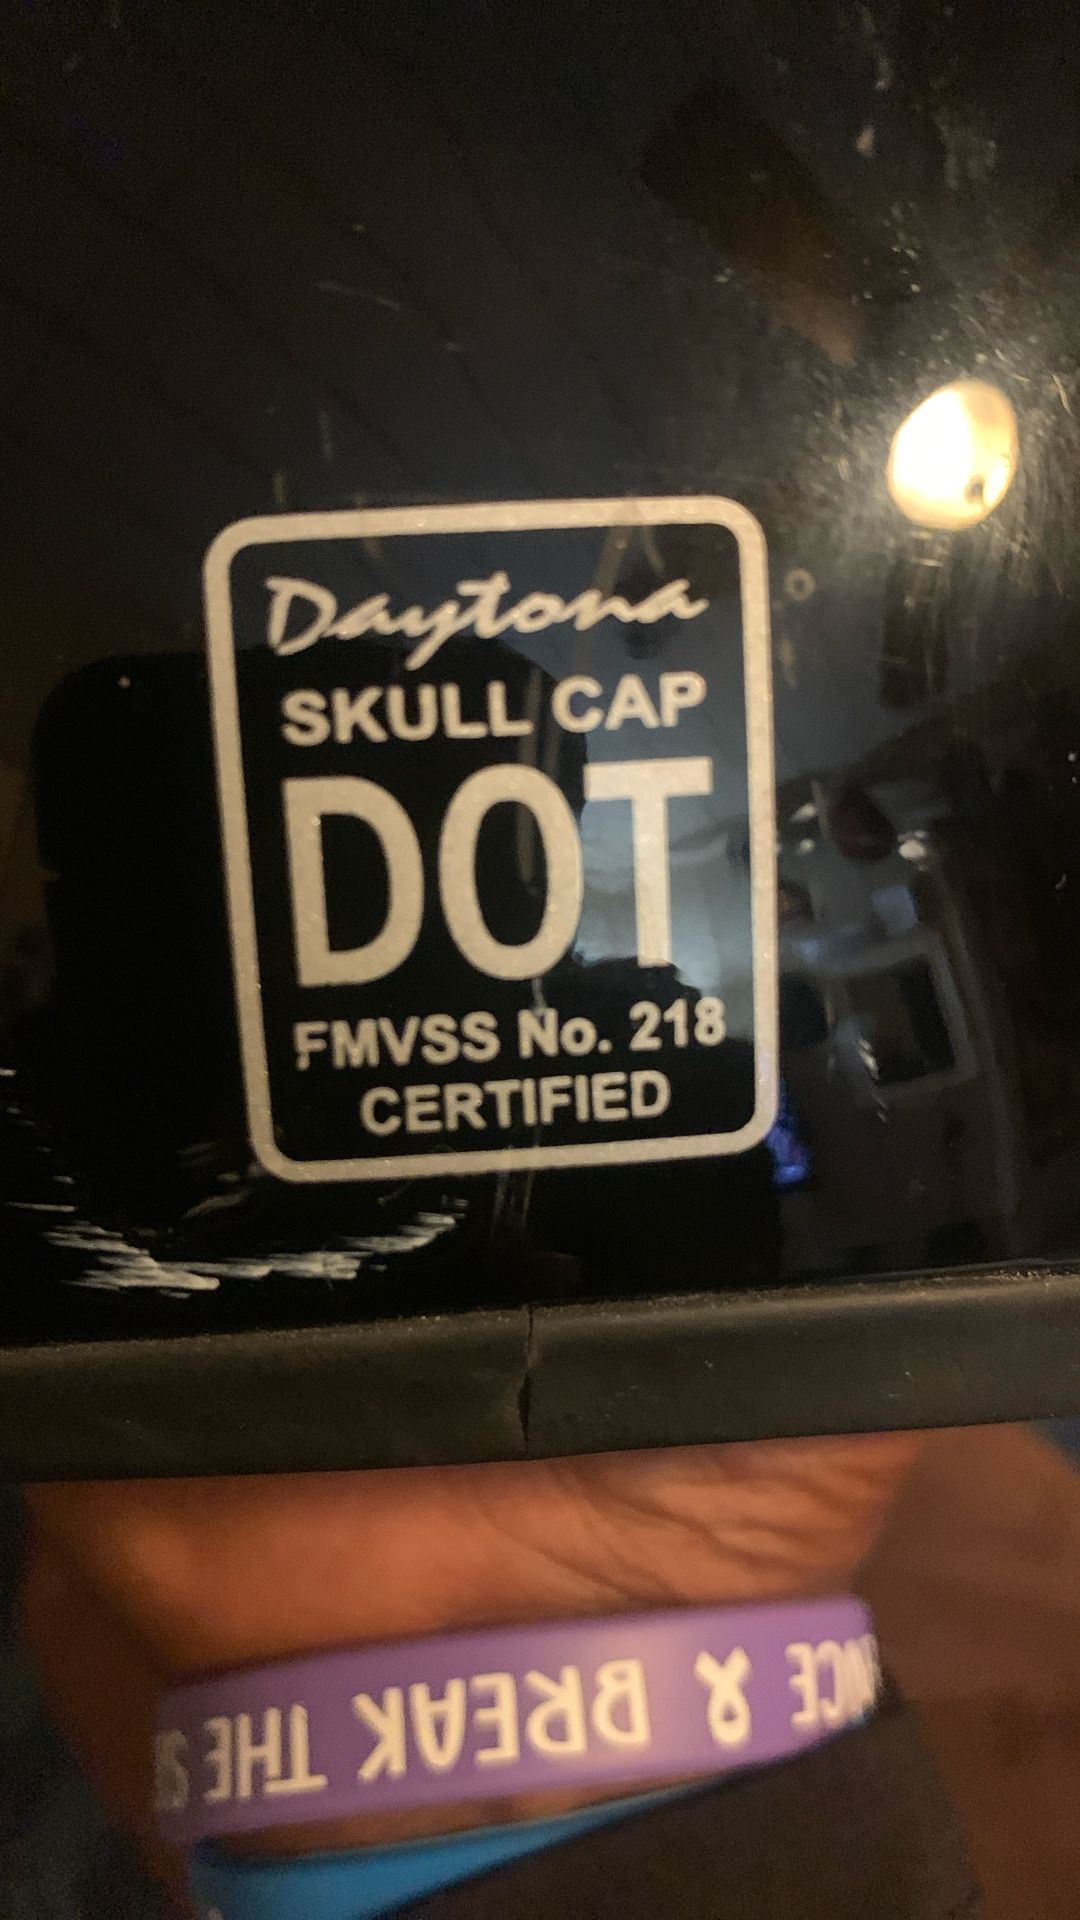 Daytona
SKULL CAP
DOT
FMVSS No. 218
CERTIFIED
BREAK THE